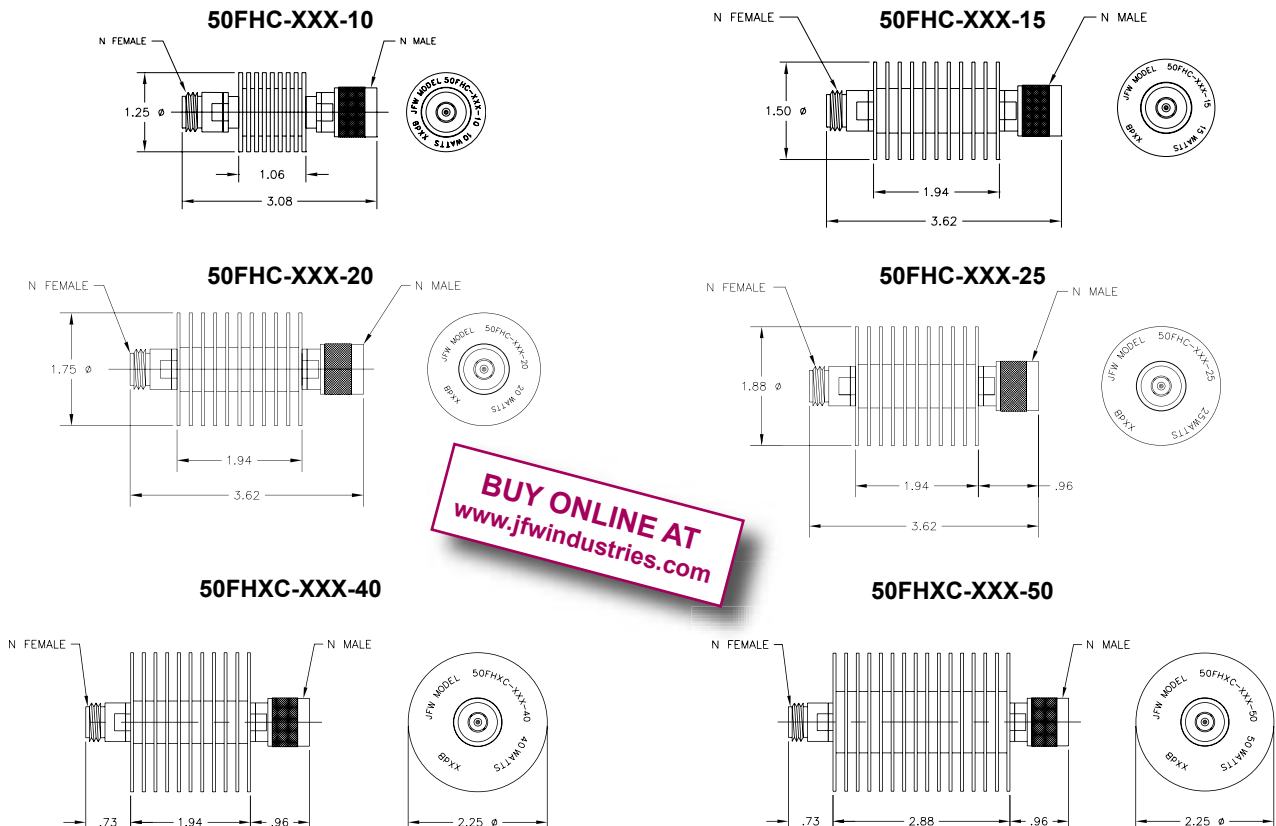 50FHC-XXX-10
N FEMALE
N MALE
1.25 ø
1.06
3.08
JFW MODEL 50FHC-XXX-10
10 WATTS
BPXX
50FHC-XXX-15
N FEMALE
N MALE
1.50 ø
1.94
3.62
JFW MODEL 50FHC-XXX-15
15 WATTS
BPXX
50FHC-XXX-20
N FEMALE
N MALE
1.75 ø
1.94
3.62
JFW MODEL 50FHC-XXX-20
20 WATTS
BPXX
50FHC-XXX-25
N FEMALE
N MALE
1.88 ø
1.94
.96
3.62
JFW MODEL 50FHC-XXX-25
25WATTS
BPXX
BUY ONLINE AT
www.jfwindustries.com
50FHXC-XXX-40
N FEMALE
N MALE
.73
1.94
.96
JFW MODEL 50FHXC-XXX-40
40 WATTS
BPXX
2.25 ø
50FHXC-XXX-50
N FEMALE
N MALE
.73
2.88
.96
JFW MODEL 50FHXC-XXX-50
50 WATTS
BPXX
2.25 ø